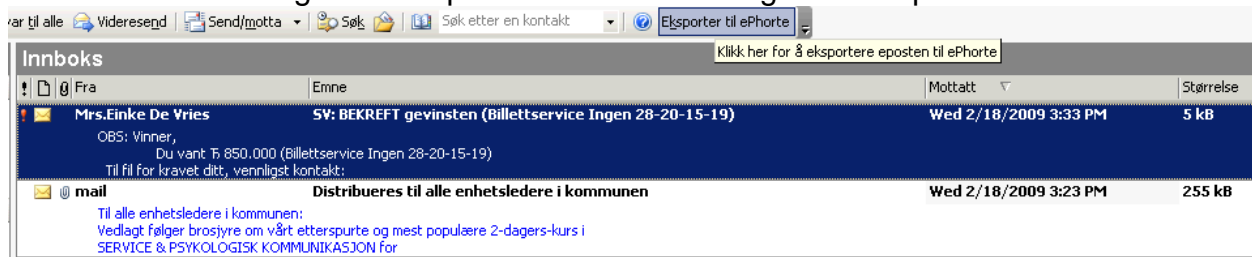 var til alle Videresend Send/motta Søk Søk etter en kontakt Eksporter til ePhorte
Klikk her for å eksportere eposten til ePhorte
Innboks
Fra Emne Mottatt Størrelse
Mrs.Einke De Vries SV: BEKREFT gevinsten (Billettservice Ingen 28-20-15-19) Wed 2/18/2009 3:33 PM 5 kB
OBS: Vinner,
Du vant Ћ 850.000 (Billettservice Ingen 28-20-15-19)
Til fil for kravet ditt, vennligst kontakt:
mail Distribueres til alle enhetsledere i kommunen Wed 2/18/2009 3:23 PM 255 kB
Til alle enhetsledere i kommunen:
Vedlagt følger brosjyre om vårt etterspurte og mest populære 2-dagers-kurs i
SERVICE & PSYKOLOGISK KOMMUNIKASJON for